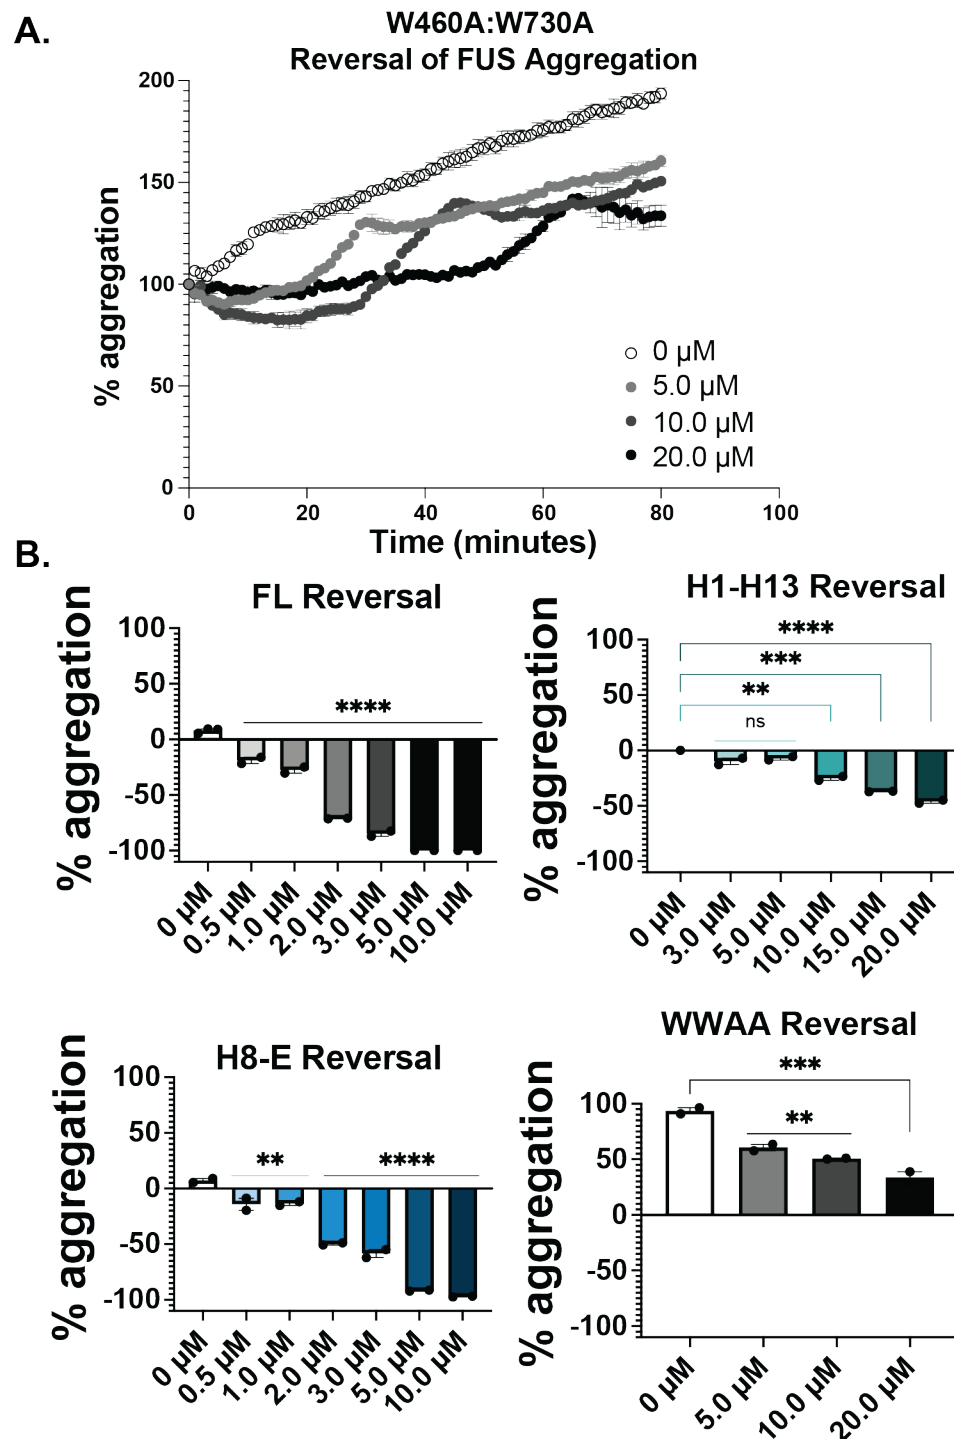 A.
W460A:W730A
Reversal of FUS Aggregation
% aggregation
200
150
100
50
0
0 µM
5.0 µM
10.0 µM
20.0 µM
0 20 40 60 80 100
Time (minutes)
B.
FL Reversal
% aggregation
100
50
0
-50
-100
****
0 µM
0.5 µM
1.0 µM
2.0 µM
3.0 µM
5.0 µM
10.0 µM
H1-H13 Reversal
% aggregation
100
50
0
-50
-100
****
***
**
ns
0 µM
3.0 µM
5.0 µM
10.0 µM
15.0 µM
20.0 µM
H8-E Reversal
% aggregation
100
50
0
-50
-100
**
****
0 µM
0.5 µM
1.0 µM
2.0 µM
3.0 µM
5.0 µM
10.0 µM
WWAA Reversal
% aggregation
100
50
0
-50
-100
***
**
0 µM
5.0 µM
10.0 µM
20.0 µM